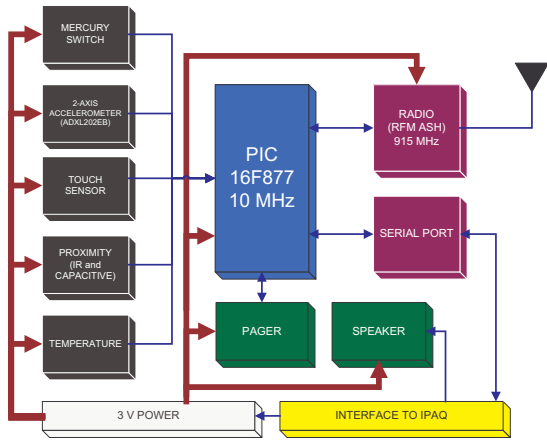 MERCURY
SWITCH
2-AXIS
ACCELEROMETER
(ADXL202EB)
TOUCH
SENSOR
PROXIMITY
(IR and
CAPACITIVE)
TEMPERATURE
PIC
16F877
10 MHz
RADIO
(RFM ASH)
915 MHz
SERIAL PORT
PAGER
SPEAKER
3 V POWER
INTERFACE TO IPAQ